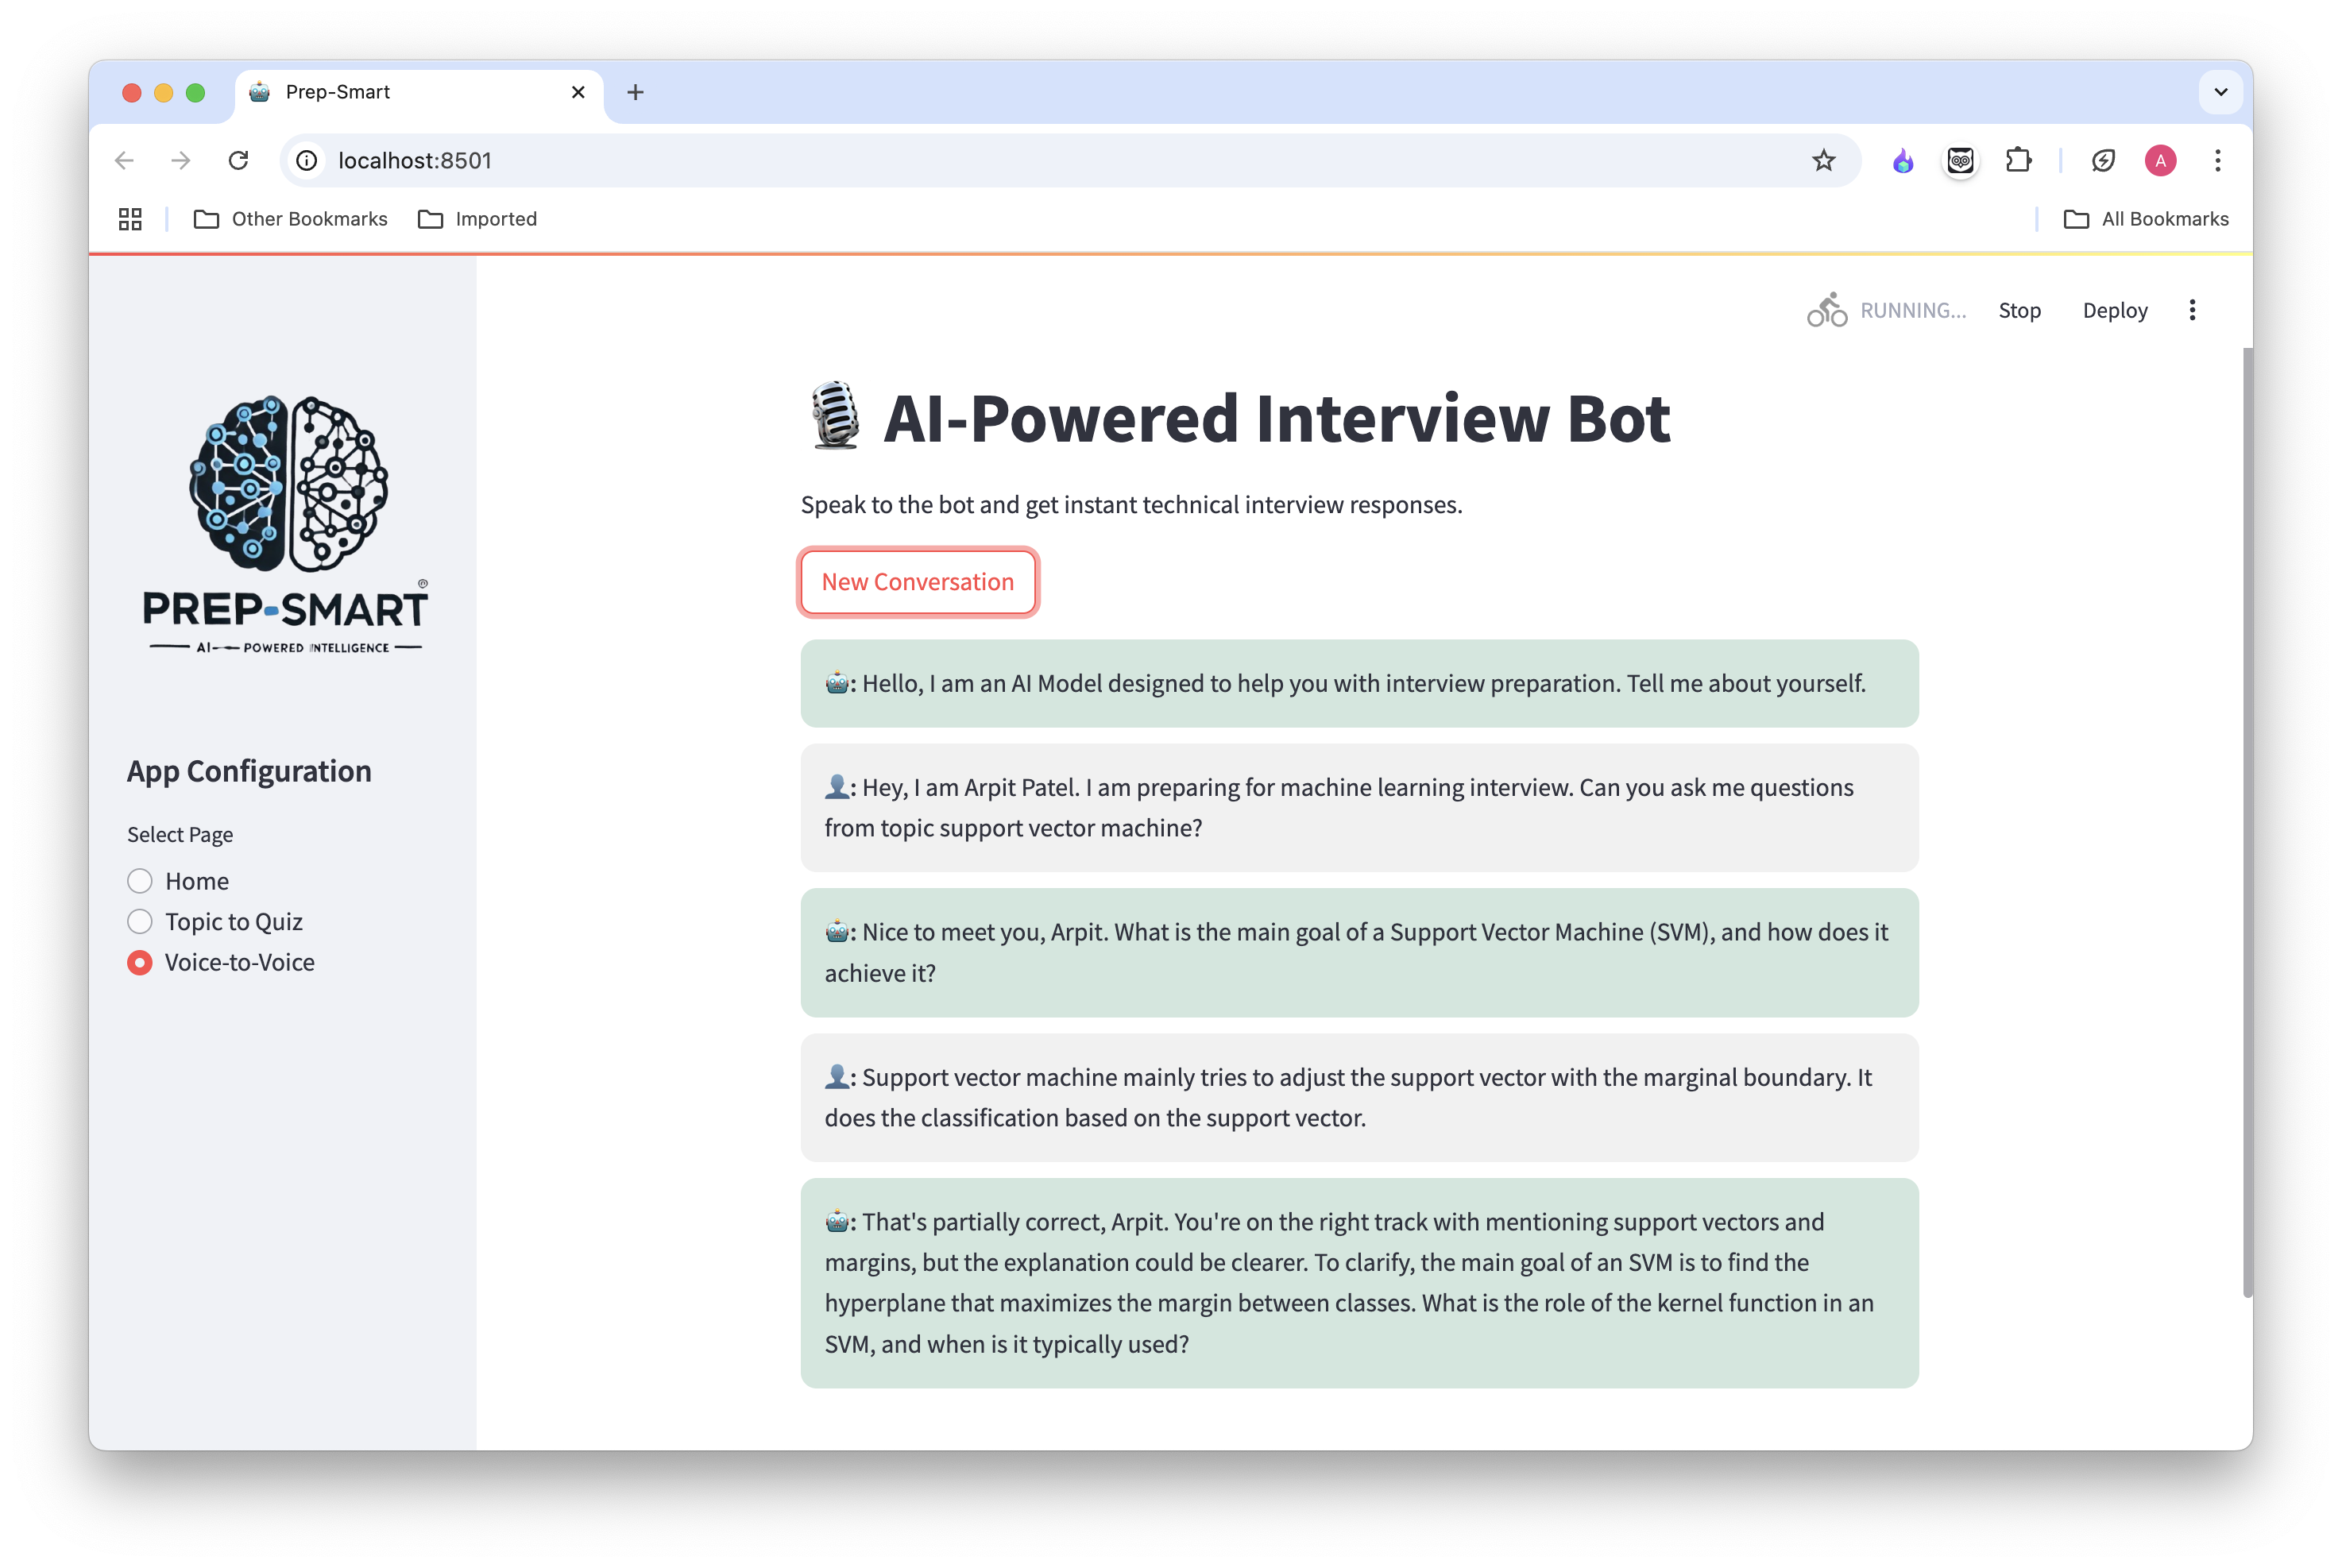 Prep-Smart
localhost:8501
A
Other Bookmarks
Imported
All Bookmarks
RUNNING...
Stop
Deploy
PREP-SMART
AI POWERED INTELLIGENCE
App Configuration
Select Page
Home
Topic to Quiz
Voice-to-Voice
AI-Powered Interview Bot
Speak to the bot and get instant technical interview responses.
New Conversation
🤖: Hello, I am an AI Model designed to help you with interview preparation. Tell me about yourself.
👤: Hey, I am Arpit Patel. I am preparing for machine learning interview. Can you ask me questions
from topic support vector machine?
🤖: Nice to meet you, Arpit. What is the main goal of a Support Vector Machine (SVM), and how does it
achieve it?
👤: Support vector machine mainly tries to adjust the support vector with the marginal boundary. It
does the classification based on the support vector.
🤖: That's partially correct, Arpit. You're on the right track with mentioning support vectors and
margins, but the explanation could be clearer. To clarify, the main goal of an SVM is to find the
hyperplane that maximizes the margin between classes. What is the role of the kernel function in an
SVM, and when is it typically used?